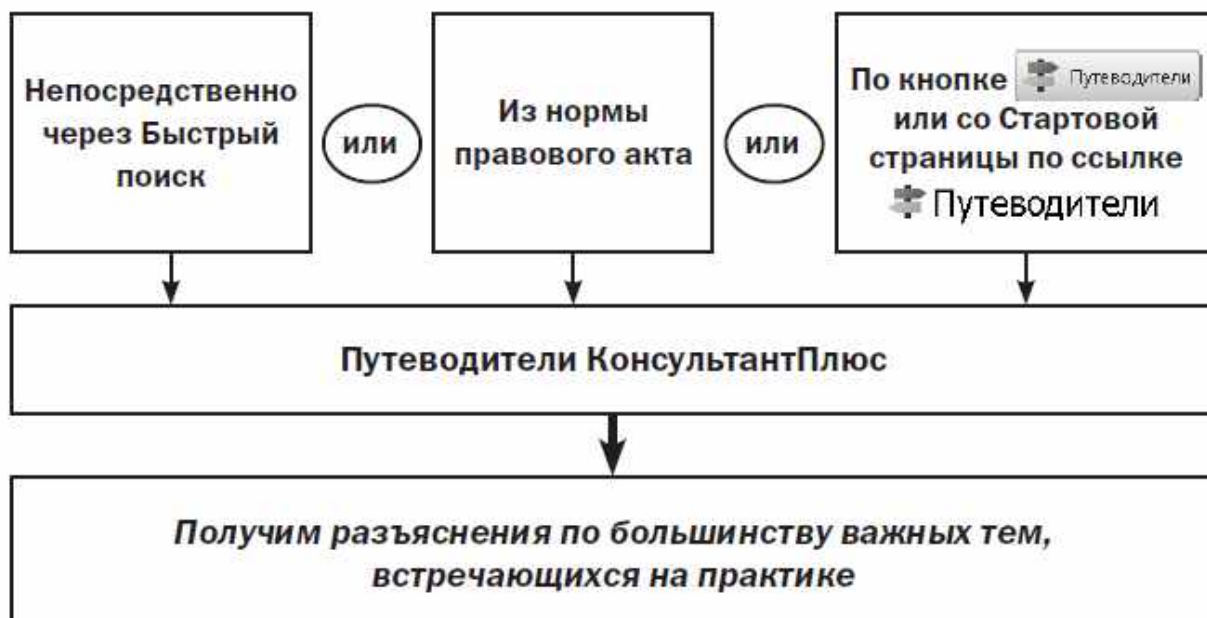 Непосредственно
через Быстрый
поиск
или
Из нормы
правового акта
или
По кнопке Путеводители
или со Стартовой
страницы по ссылке
Путеводители
Путеводители КонсультантПлюс
Получим разъяснения по большинству важных тем,
встречающихся на практике